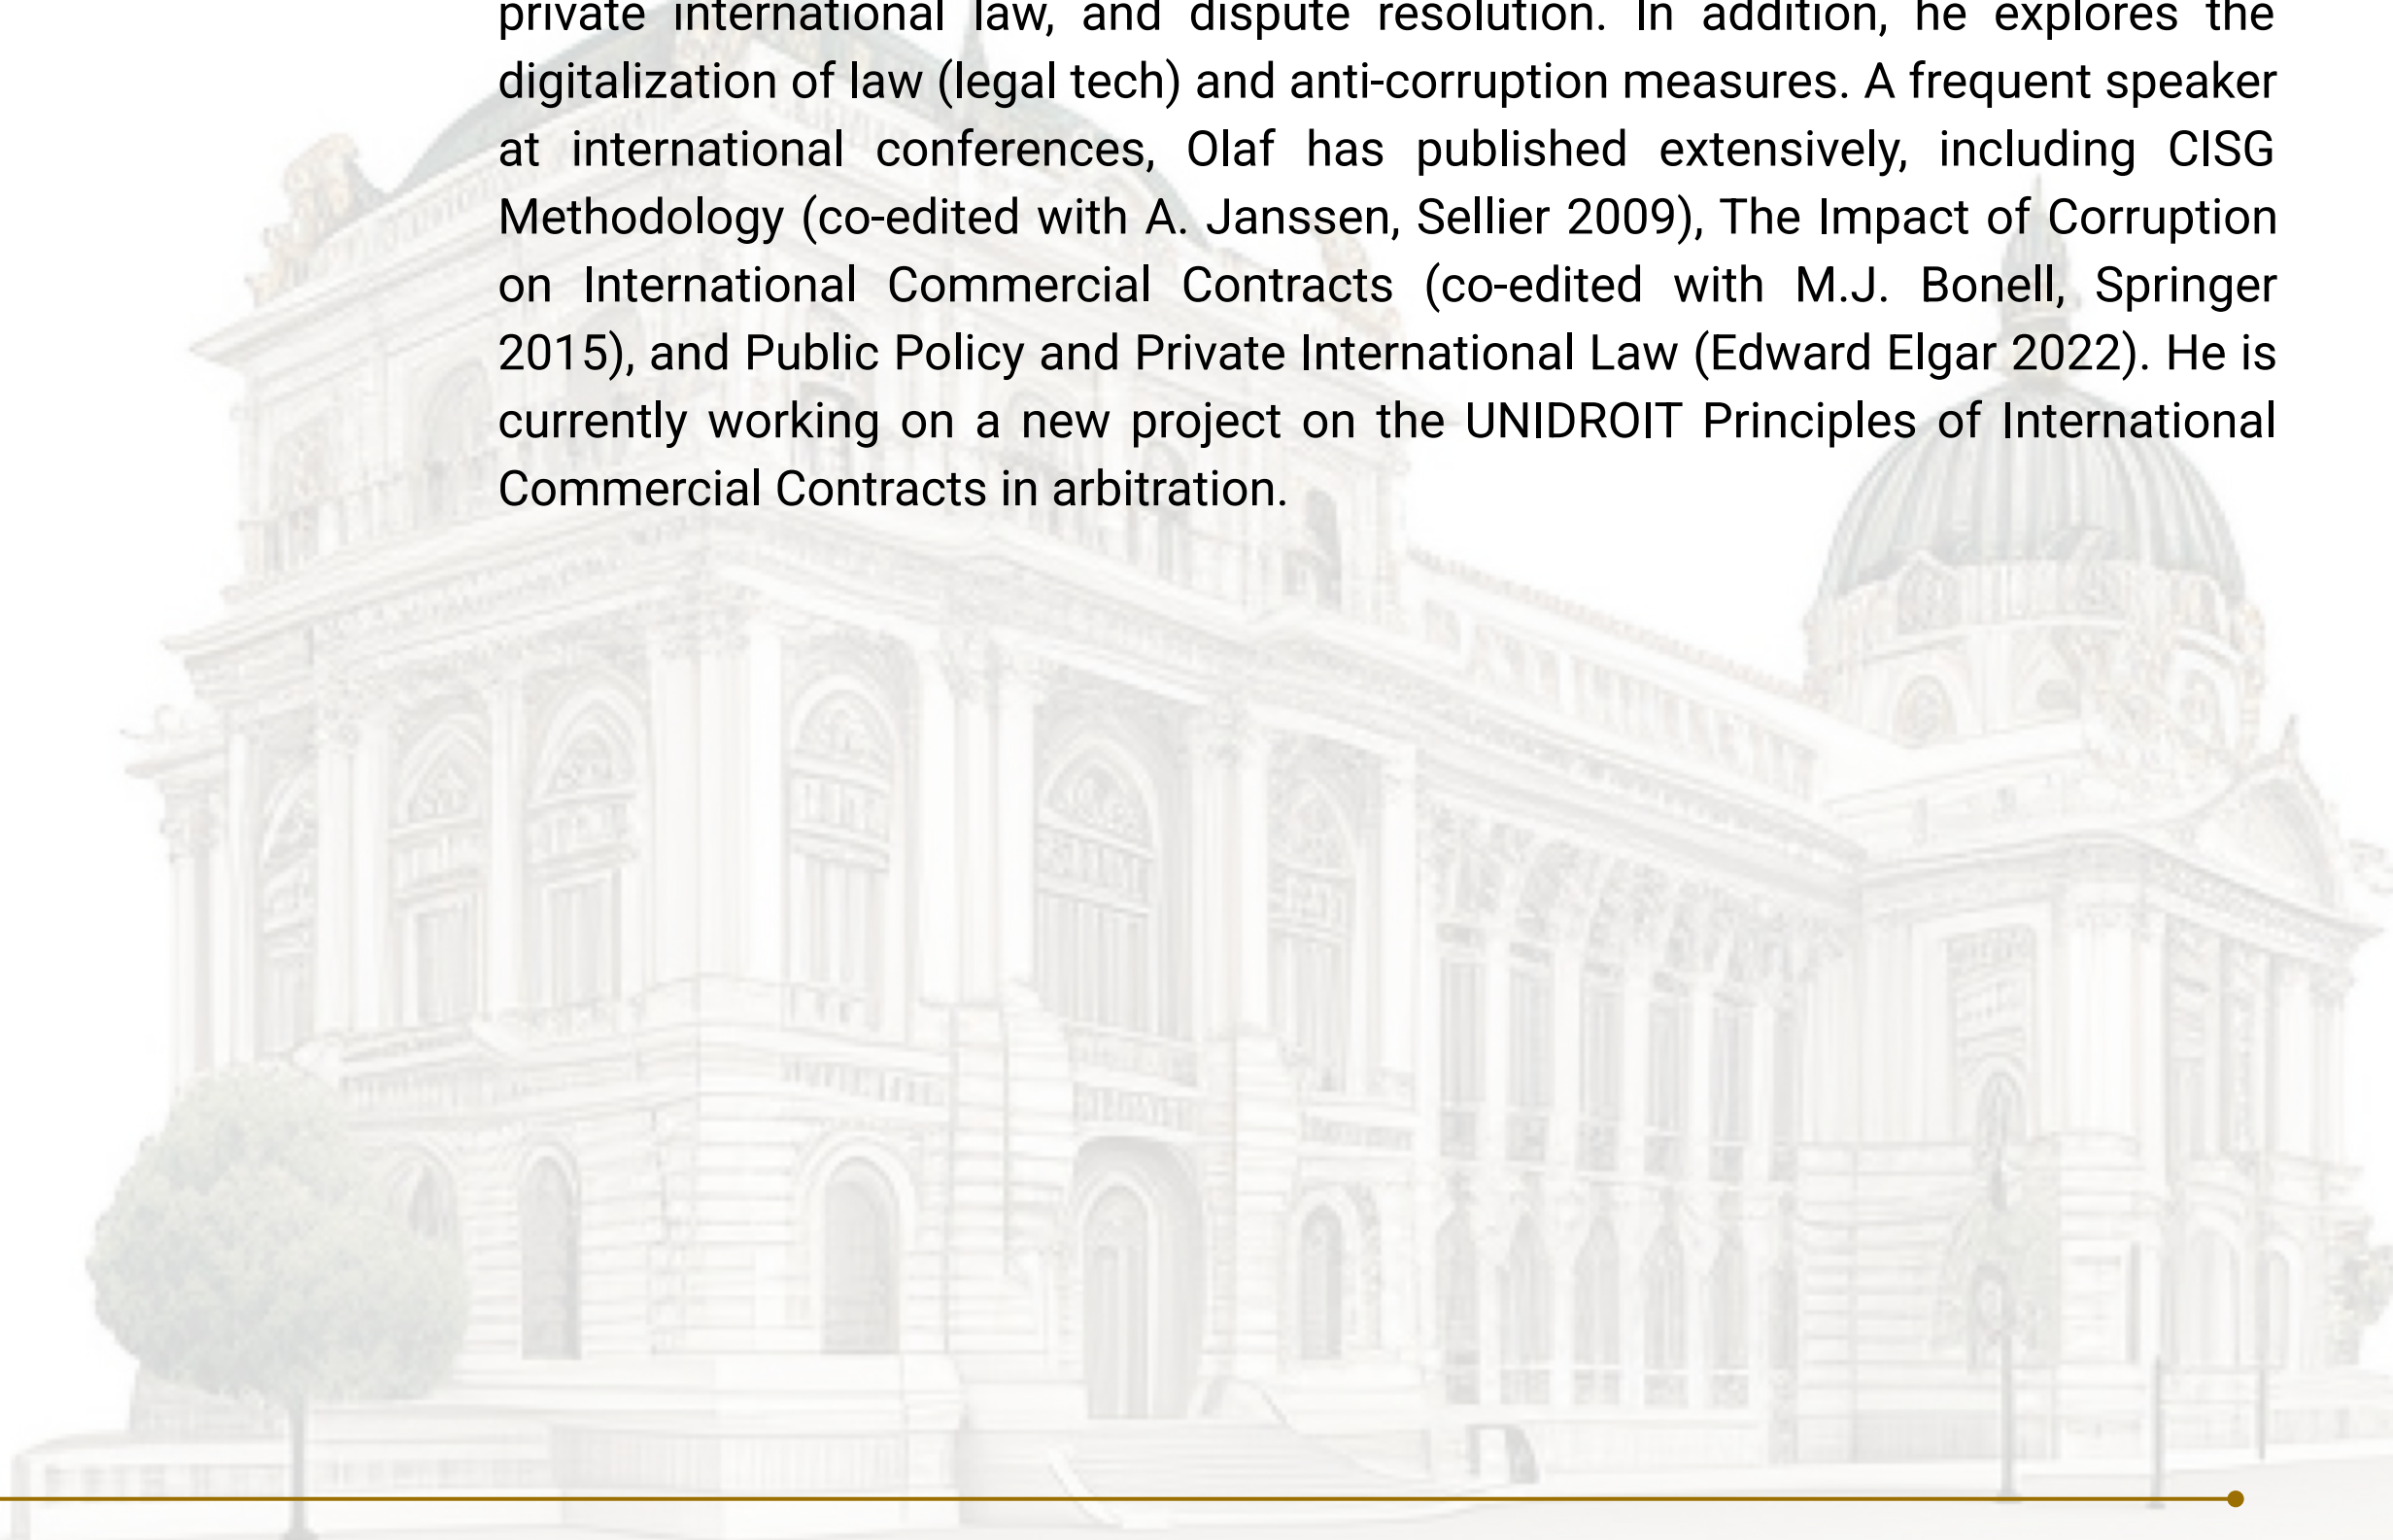 private international law, and dispute resolution. In addition, he explores the
digitalization of law (legal tech) and anti-corruption measures. A frequent speaker
at international conferences, Olaf has published extensively, including CISG
Methodology (co-edited with A. Janssen, Sellier 2009), The Impact of Corruption
on International Commercial Contracts (co-edited with M.J. Bonell, Springer
2015), and Public Policy and Private International Law (Edward Elgar 2022). He is
currently working on a new project on the UNIDROIT Principles of International
Commercial Contracts in arbitration.